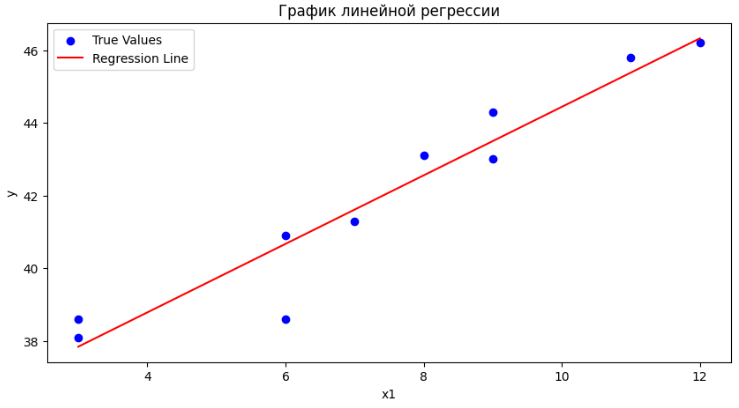 График линейной регрессии
True Values
Regression Line
46
44
42
40
38
y
4
6
8
10
12
x1